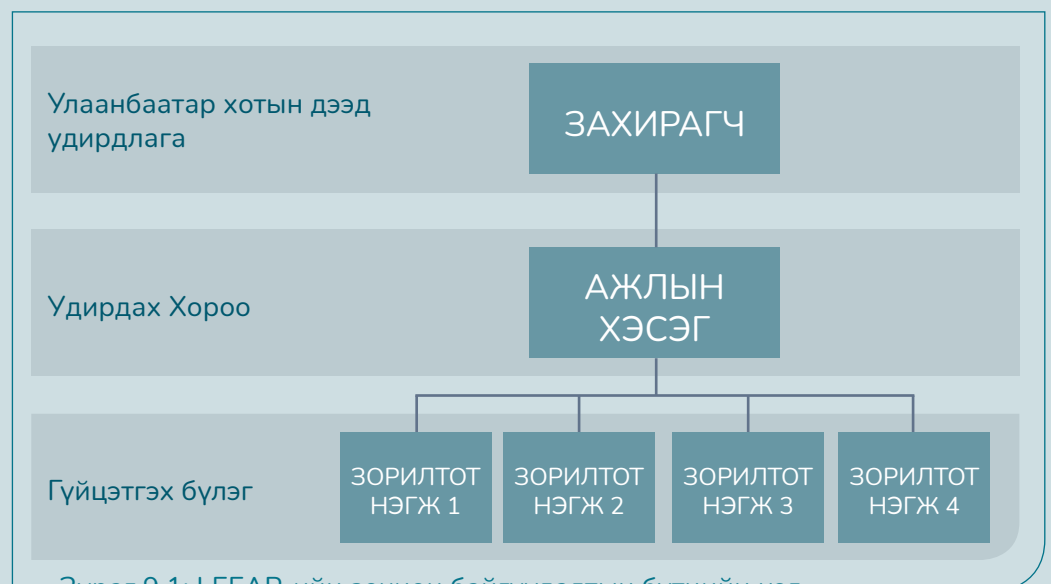 Улаанбаатар хотын дээд
удирдлага
ЗАХИРАГЧ
Удирдах Хороо
АЖЛЫН
ХЭСЭГ
Гүйцэтгэх бүлэг
ЗОРИЛТОТ
НЭГЖ 1
ЗОРИЛТОТ
НЭГЖ 2
ЗОРИЛТОТ
НЭГЖ 3
ЗОРИЛТОТ
НЭГЖ 4